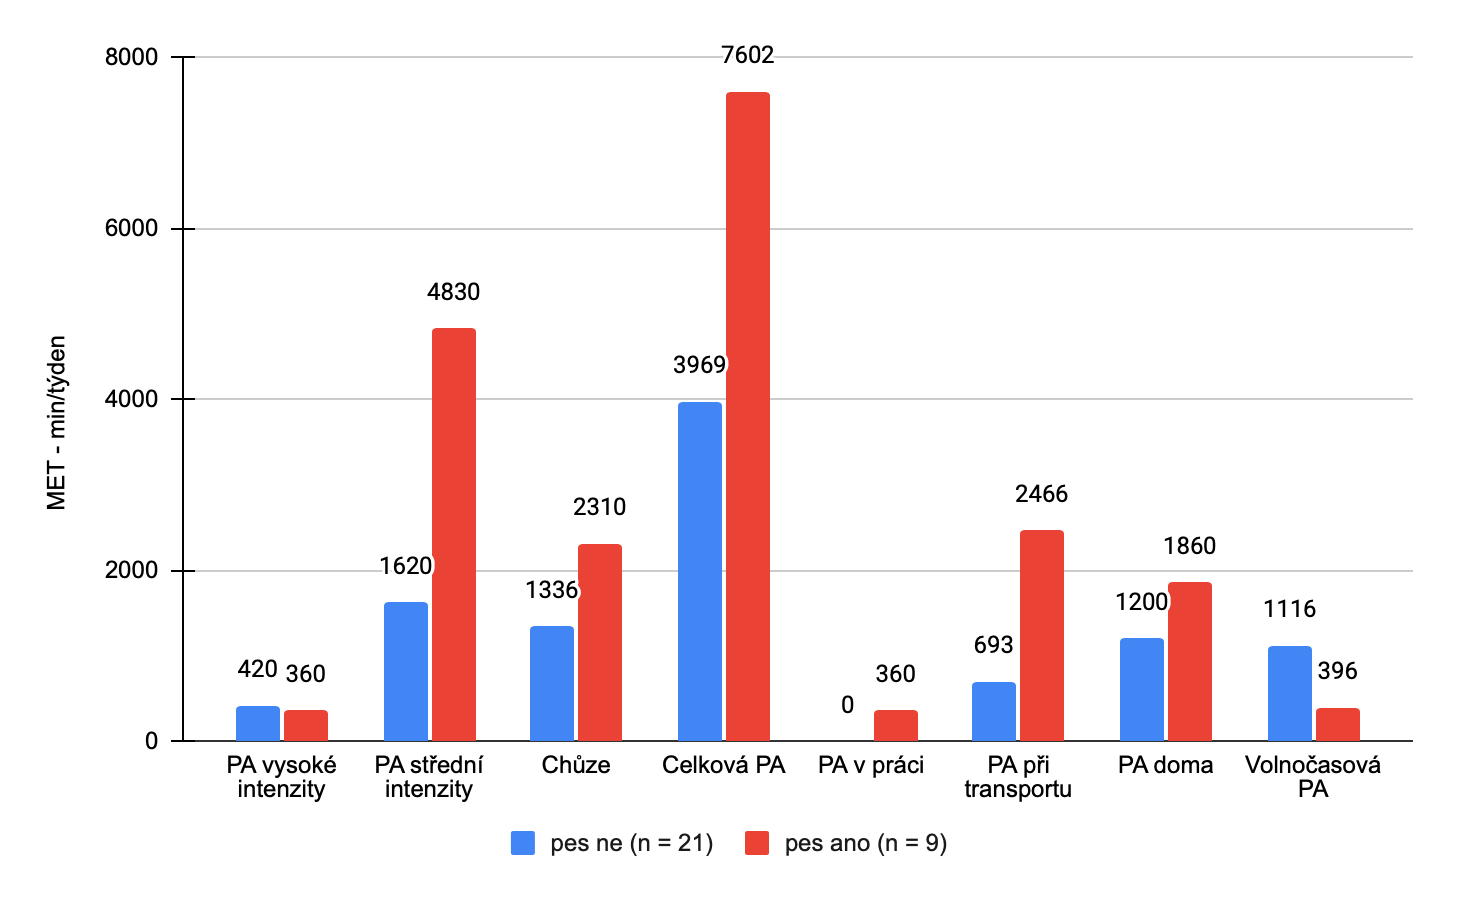 8000
6000
4000
2000
0
MET - min/týden
420
360
1620
4830
1336
2310
3969
7602
0
360
693
2466
1200
1860
1116
396
PA vysoké
intenzity
PA střední
intenzity
Chůze
Celková PA
PA v práci
PA při
transportu
PA doma
Volnočasová
PA
pes ne (n = 21)
pes ano (n = 9)